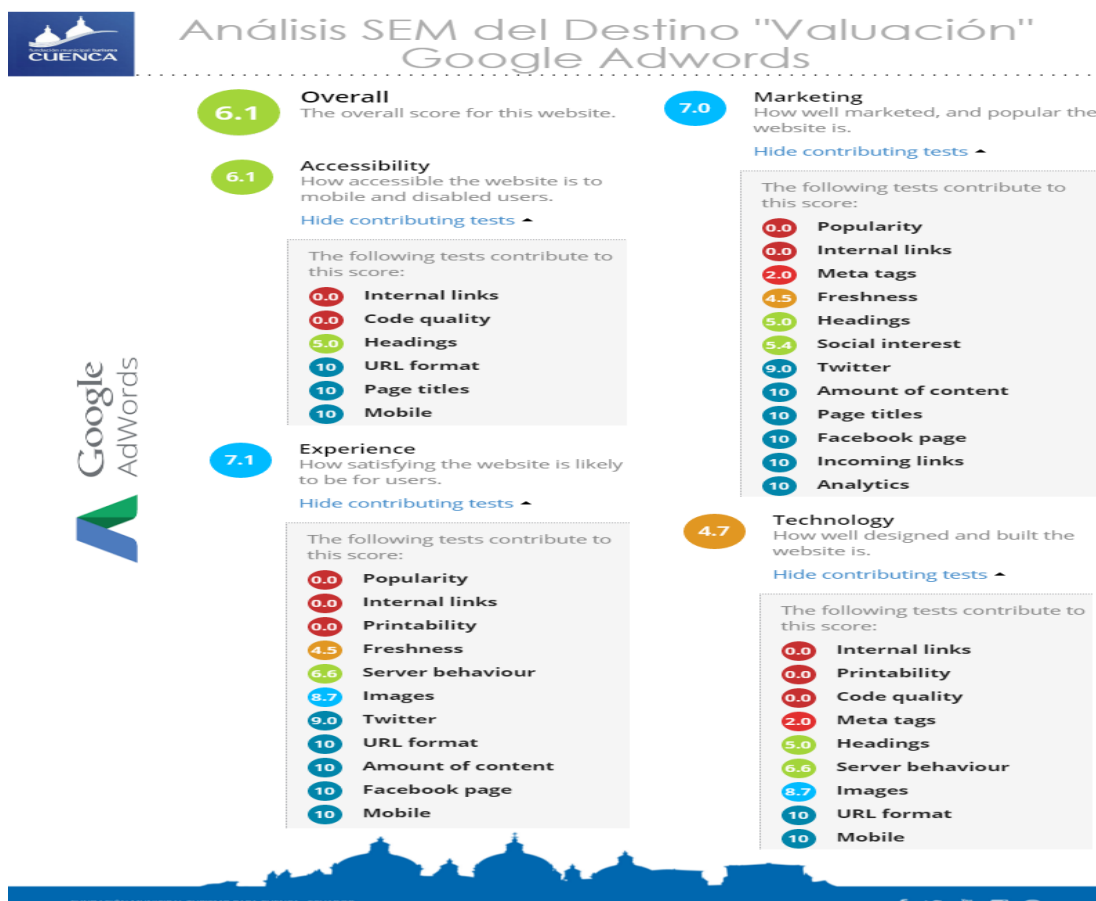 fundación municipal turismo
CUENCA
Análisis SEM del Destino "Valuación"
Google Adwords
6.1
Overall
The overall score for this website.
6.1
Accessibility
How accessible the website is to
mobile and disabled users.
Hide contributing tests
The following tests contribute to
this score:
0.0 Internal links
0.0 Code quality
5.0 Headings
10 URL format
10 Page titles
10 Mobile
7.1
Experience
How satisfying the website is likely
to be for users.
Hide contributing tests
The following tests contribute to
this score:
0.0 Popularity
0.0 Internal links
0.0 Printability
4.5 Freshness
6.6 Server behaviour
8.7 Images
9.0 Twitter
10 URL format
10 Amount of content
10 Facebook page
10 Mobile
7.0
Marketing
How well marketed, and popular the
website is.
Hide contributing tests
The following tests contribute to
this score:
0.0 Popularity
0.0 Internal links
2.0 Meta tags
4.5 Freshness
5.0 Headings
5.4 Social interest
9.0 Twitter
10 Amount of content
10 Page titles
10 Facebook page
10 Incoming links
10 Analytics
4.7
Technology
How well designed and built the
website is.
Hide contributing tests
The following tests contribute to
this score:
0.0 Internal links
0.0 Printability
0.0 Code quality
2.0 Meta tags
5.0 Headings
6.6 Server behaviour
8.7 Images
10 URL format
10 Mobile
Google
AdWords